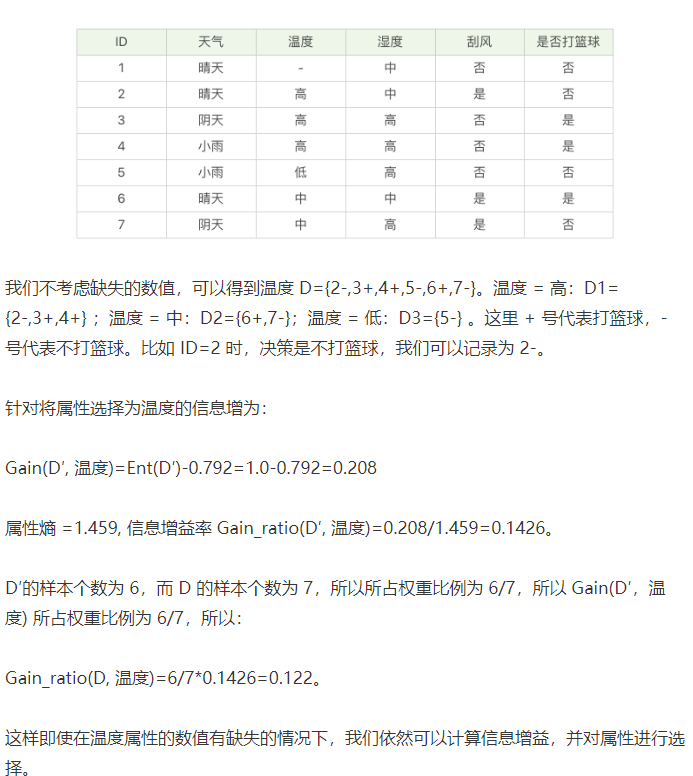 ID 天气 温度 湿度 刮风 是否打篮球
1 晴天 - 中 否 否
2 晴天 高 中 是 否
3 阴天 高 高 否 是
4 小雨 高 高 否 是
5 小雨 低 高 否 否
6 晴天 中 中 是 是
7 阴天 中 高 是 否
我们不考虑缺失的数值，可以得到温度 D={2-,3+,4+,5-,6+,7-}。温度 = 高：D1=
{2-,3+,4+} ；温度 = 中：D2={6+,7-}；温度 = 低：D3={5-} 。这里 + 号代表打篮球，-
号代表不打篮球。比如 ID=2 时，决策是不打篮球，我们可以记录为 2-。
针对将属性选择为温度的信息增为：
Gain(D′, 温度)=Ent(D′)-0.792=1.0-0.792=0.208
属性熵 =1.459, 信息增益率 Gain_ratio(D′, 温度)=0.208/1.459=0.1426。
D′的样本个数为 6，而 D 的样本个数为 7，所以所占权重比例为 6/7，所以 Gain(D′，温
度) 所占权重比例为 6/7，所以：
Gain_ratio(D, 温度)=6/7*0.1426=0.122。
这样即使在温度属性的数值有缺失的情况下，我们依然可以计算信息增益，并对属性进行选
择。